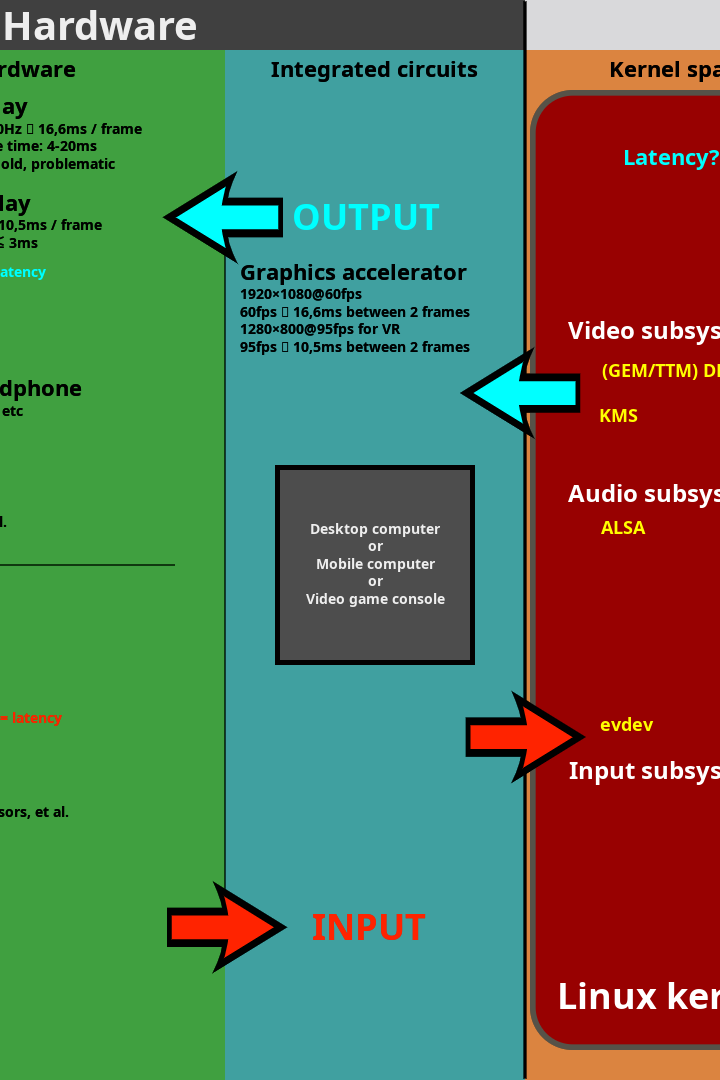 Hardware
rdware
Integrated circuits
Kernel spa
ay
0Hz ▯ 16,6ms / frame
e time: 4-20ms
old, problematic
lay
10,5ms / frame
≤ 3ms
atency
dphone
etc
l.
= latency
sors, et al.
OUTPUT
Graphics accelerator
1920×1080@60fps
60fps ▯ 16,6ms between 2 frames
1280×800@95fps for VR
95fps ▯ 10,5ms between 2 frames
Desktop computer
or
Mobile computer
or
Video game console
INPUT
Latency?
Video subsys
(GEM/TTM) D
KMS
Audio subsys
ALSA
evdev
Input subsys
Linux ker